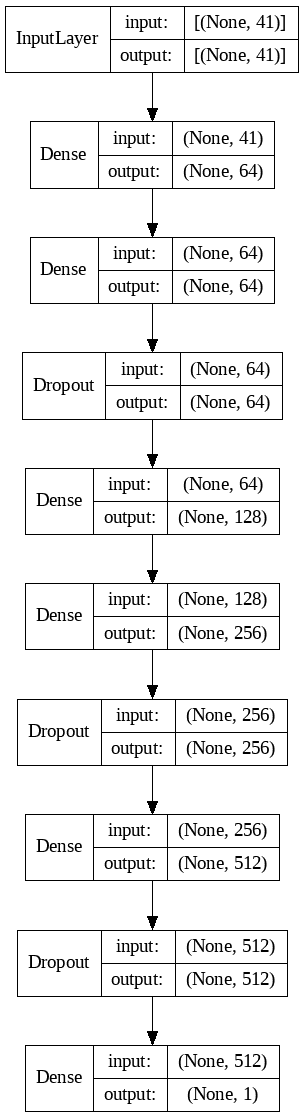 InputLayer
input: [(None, 41)]
output: [(None, 41)]
Dense
input: (None, 41)
output: (None, 64)
Dense
input: (None, 64)
output: (None, 64)
Dropout
input: (None, 64)
output: (None, 64)
Dense
input: (None, 64)
output: (None, 128)
Dense
input: (None, 128)
output: (None, 256)
Dropout
input: (None, 256)
output: (None, 256)
Dense
input: (None, 256)
output: (None, 512)
Dropout
input: (None, 512)
output: (None, 512)
Dense
input: (None, 512)
output: (None, 1)